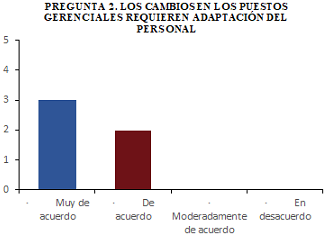 PREGUNTA 2. LOS CAMBIOS EN LOS PUESTOS
GERENCIALES REQUIEREN ADAPTACIÓN DEL
PERSONAL
5
4
3
2
1
0
· Muy de
acuerdo
· De
acuerdo
·
Moderadamente
de acuerdo
· En
desacuerdo